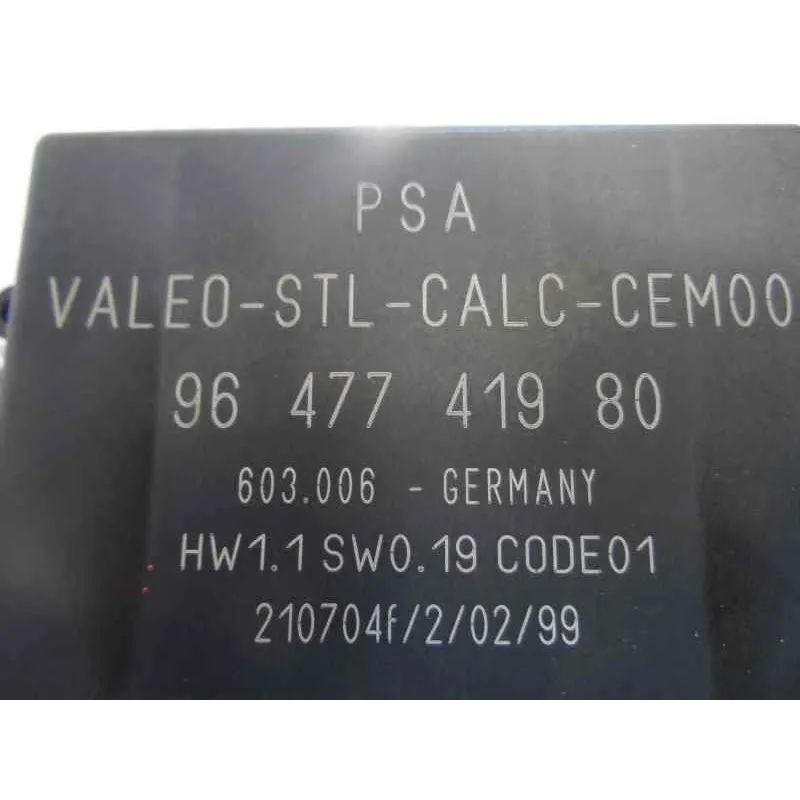 PSA
VALEO-STL-CALC-CEM00
96 477 419 80
603.006 - GERMANY
HW1.1 SW0.19 CODE01
210704f/2/02/99